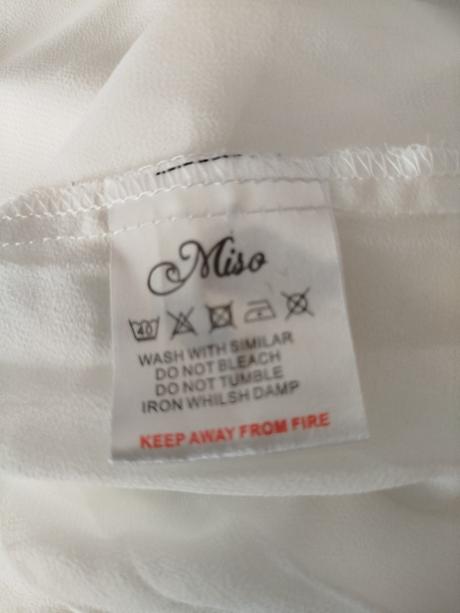 Miso
40
WASH WITH SIMILAR
DO NOT BLEACH
DO NOT TUMBLE
IRON WHILSH DAMP
KEEP AWAY FROM FIRE